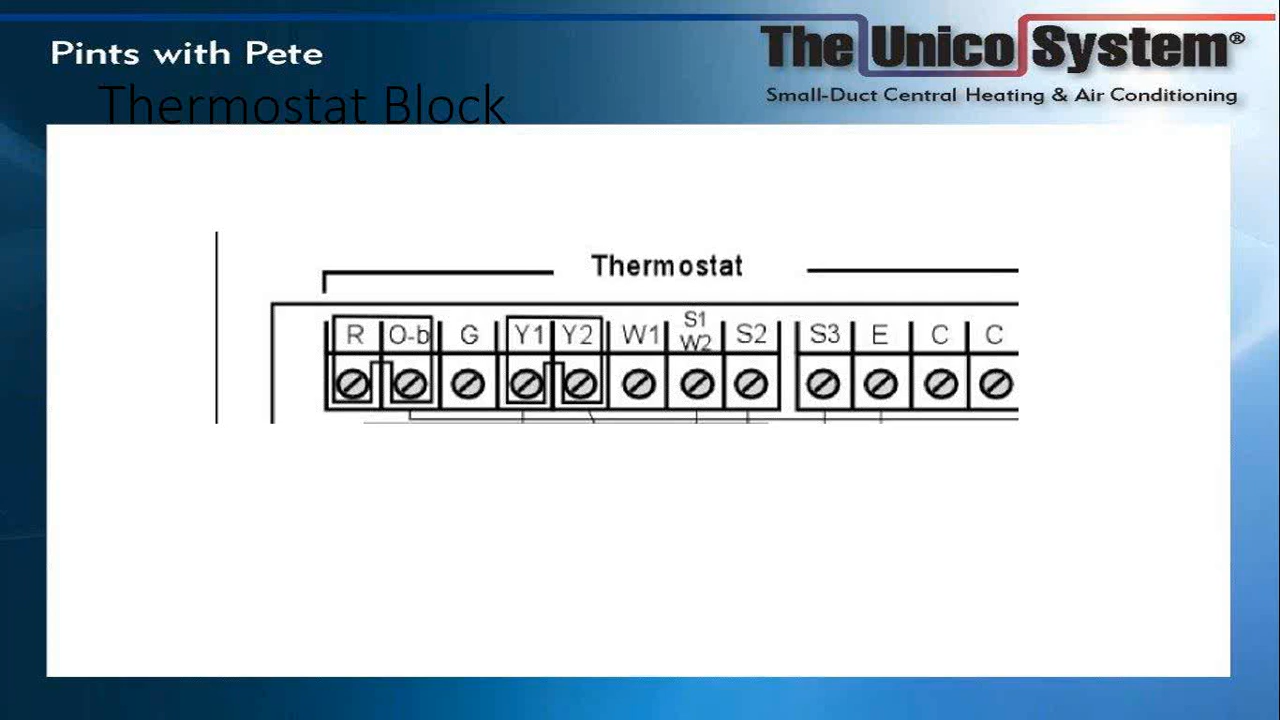 Pints with Pete
The Unico System®
Small-Duct Central Heating & Air Conditioning
Thermostat Block
Thermostat
R O-b G Y1 Y2 W1 S1 W2 S2 S3 E C C